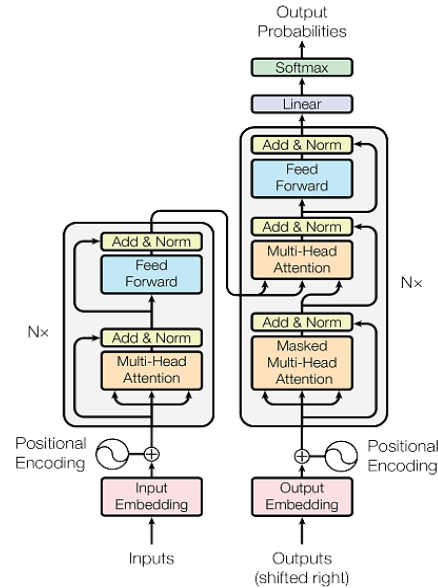 Output
Probabilities
Softmax
Linear
Add & Norm
Feed
Forward
Add & Norm
Multi-Head
Attention
Add & Norm
Masked
Multi-Head
Attention
N×
Add & Norm
Feed
Forward
Add & Norm
Multi-Head
Attention
N×
Positional
Encoding
Positional
Encoding
Input
Embedding
Output
Embedding
Inputs
Outputs
(shifted right)